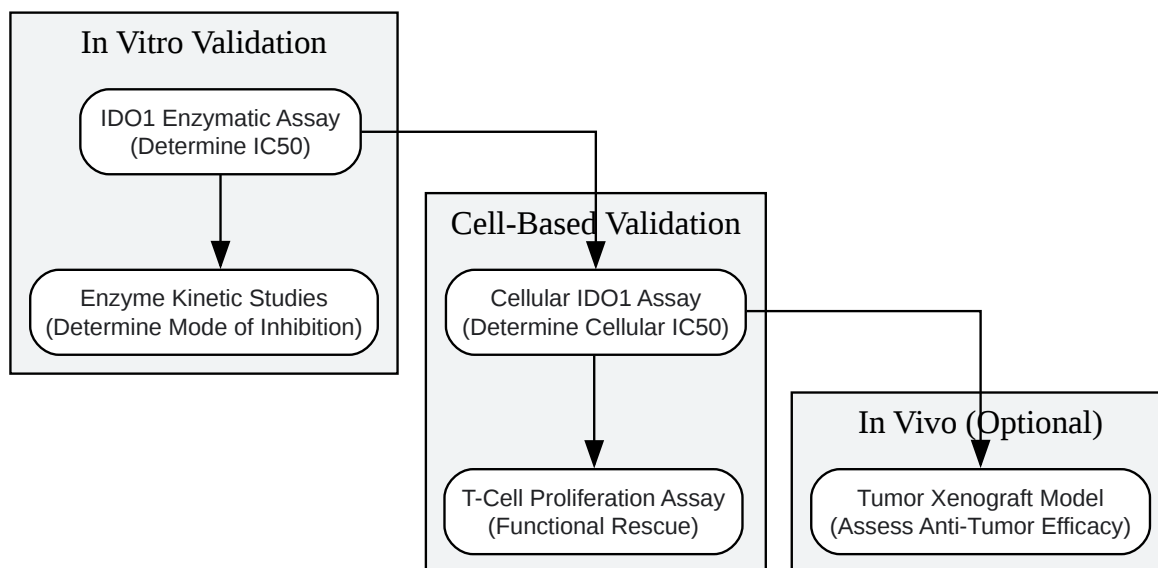 In Vitro Validation
IDO1 Enzymatic Assay
(Determine IC50)
Enzyme Kinetic Studies
(Determine Mode of Inhibition)
Cell-Based Validation
Cellular IDO1 Assay
(Determine Cellular IC50)
T-Cell Proliferation Assay
(Functional Rescue)
In Vivo (Optional)
Tumor Xenograft Model
(Assess Anti-Tumor Efficacy)